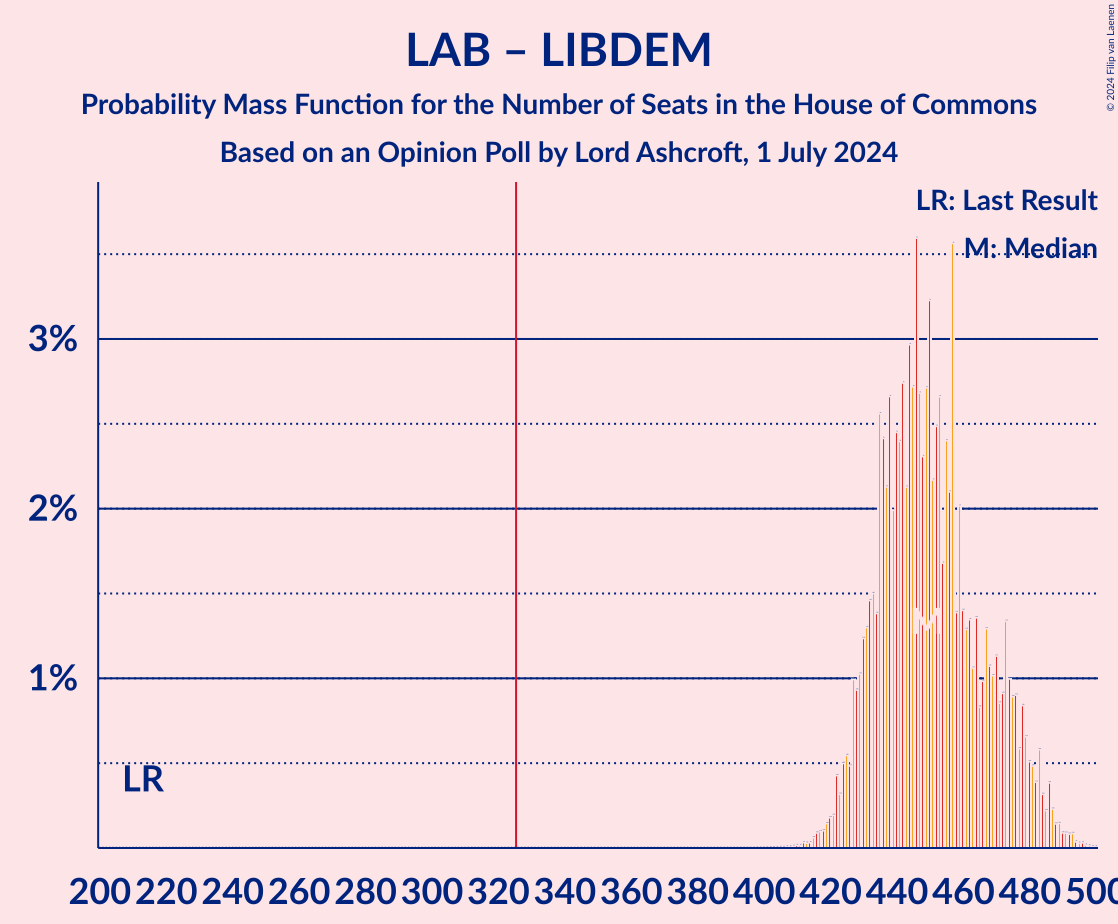 © 2024 Filip van Laenen
LAB – LIBDEM
Probability Mass Function for the Number of Seats in the House of Commons
Based on an Opinion Poll by Lord Ashcroft, 1 July 2024
LR: Last Result
M: Median
3%
2%
1%
M
LR
200 220 240 260 280 300 320 340 360 380 400 420 440 460 480 500